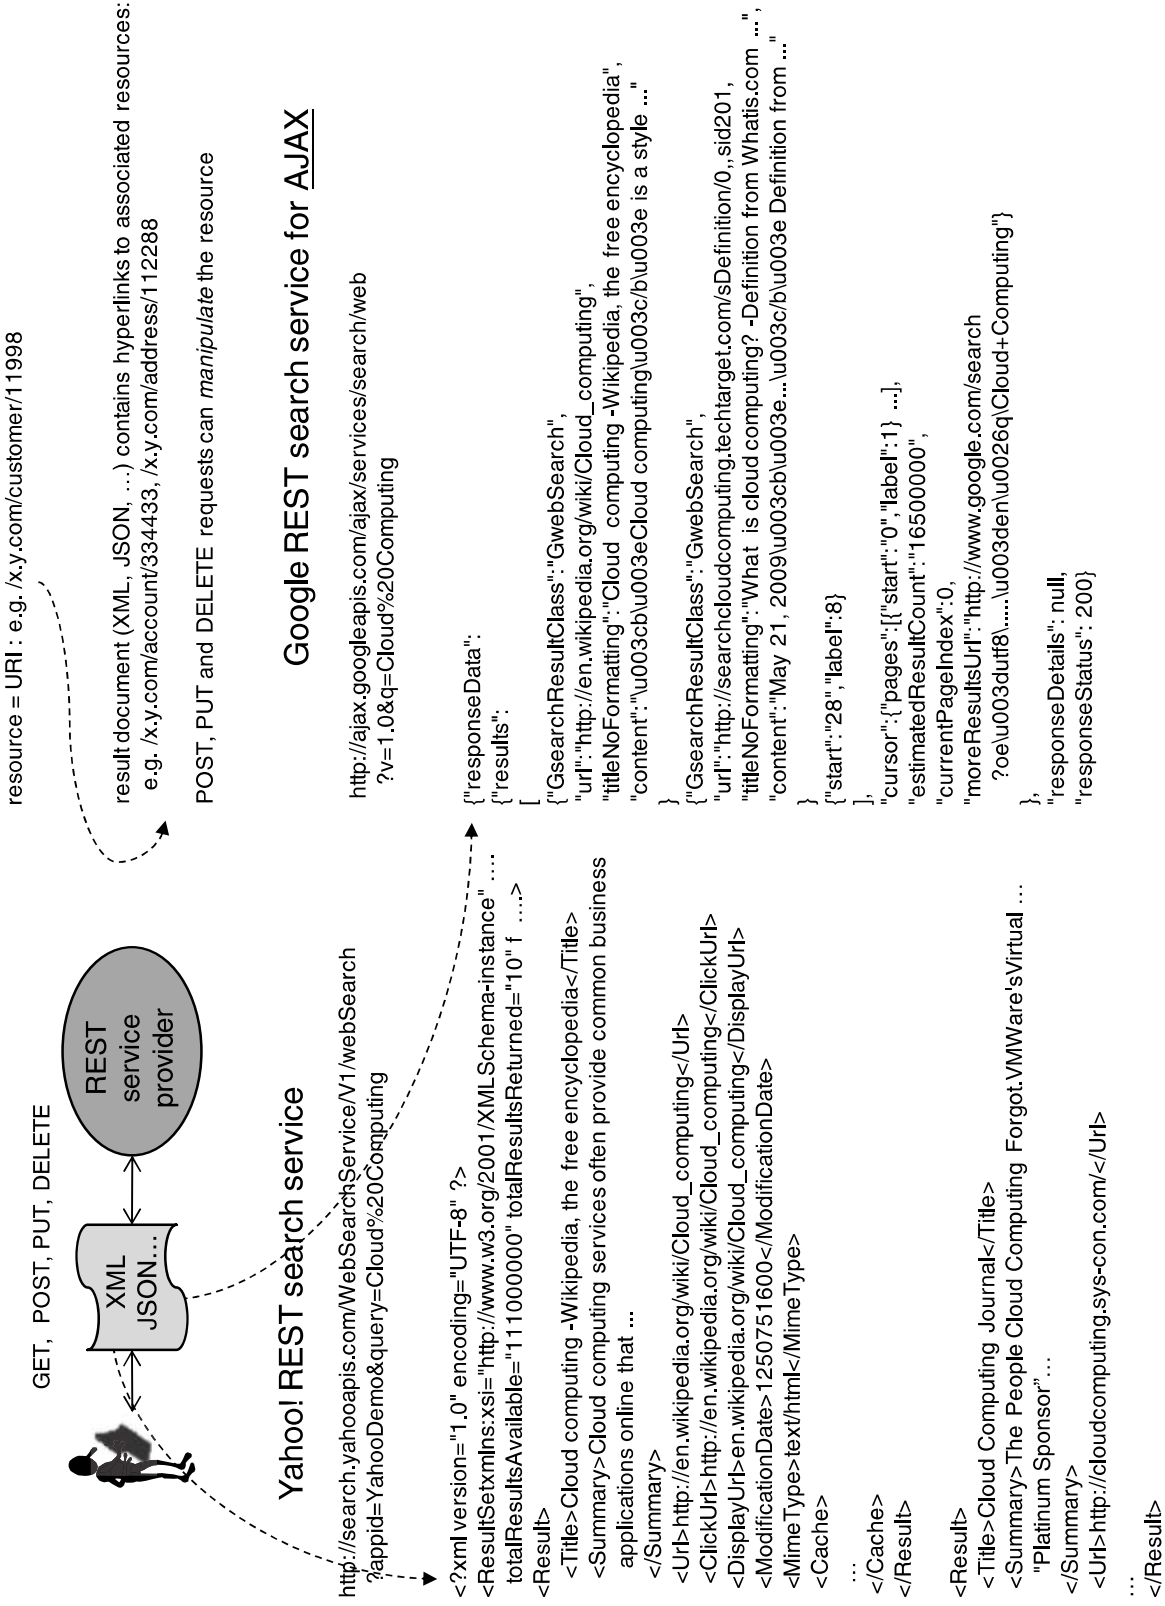 GET,  POST, PUT, DELETE
XML
JSON...
REST
service
provider
resource = URI : e.g. /x.y.com/customer/11998
result document (XML, JSON, …) contains hyperlinks to associated resources:
e.g. /x.y.com/account/334433, /x.y.com/address/112288
POST, PUT and DELETE requests can manipulate the resource
Yahoo! REST search service
http://search.yahooapis.com/WebSearchService/V1/webSearch
?appid=YahooDemo&query=Cloud%20Computing
<?xml version="1.0" encoding="UTF-8" ?>
<ResultSetxmlns:xsi="http://www.w3.org/2001/XMLSchema-instance" ….
totalResultsAvailable="111000000" totalResultsReturned="10" f ….>
<Result>
<Title>Cloud computing -Wikipedia, the free encyclopedia</Title>
<Summary>Cloud computing services often provide common business
applications online that ...
</Summary>
<Url>http://en.wikipedia.org/wiki/Cloud_computing</Url>
<ClickUrl>http://en.wikipedia.org/wiki/Cloud_computing</ClickUrl>
<DisplayUrl>en.wikipedia.org/wiki/Cloud_computing</DisplayUrl>
<ModificationDate>1250751600</ModificationDate>
<MimeType>text/html</MimeType>
<Cache>
…
</Cache>
</Result>
<Result>
<Title>Cloud Computing Journal</Title>
<Summary>The People Cloud Computing Forgot.VMWare'sVirtual …
"Platinum Sponsor”…
</Summary>
<Url>http://cloudcomputing.sys-con.com/</Url>
…
</Result>
Google REST search service for AJAX
http://ajax.googleapis.com/ajax/services/search/web
?v=1.0&q=Cloud%20Computing
{"responseData":
{"results":
[
{"GsearchResultClass":"GwebSearch",
"url":"http://en.wikipedia.org/wiki/Cloud_computing",
"titleNoFormatting":"Cloud computing -Wikipedia, the free encyclopedia",
"content":"\u003cb\u003eCloud computing\u003c/b\u003e is a style ..."
}
{"GsearchResultClass":"GwebSearch",
"url":"http://searchcloudcomputing.techtarget.com/sDefinition/0,,sid201,
"titleNoFormatting":"What is cloud computing? -Definition from Whatis.com ...",
"content":"May 21, 2009\u003cb\u003e...\u003c/b\u003e Definition from ..."
}
{"start":"28","label":8}
],
"cursor":{"pages":[{"start":"0","label":1} ...],
"estimatedResultCount":"16500000",
"currentPageIndex":0,
"moreResultsUrl":"http://www.google.com/search
?oe\u003dutf8\.....\u003den\u0026q\Cloud+Computing"}
},
"responseDetails": null,
"responseStatus": 200}